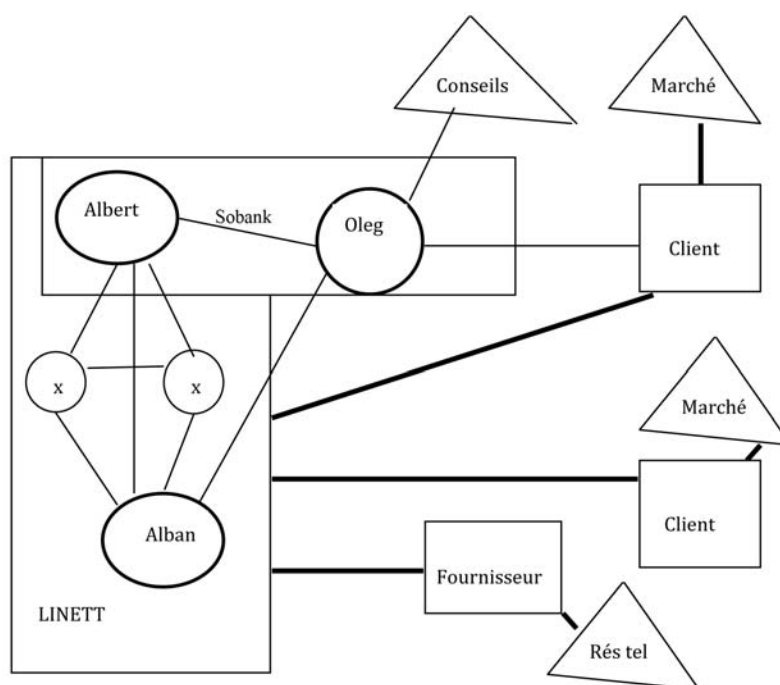 Conseils
Marché
Albert
Sobank
Oleg
Client
x
x
Marché
Alban
Client
Fournisseur
LINETT
Rés tel